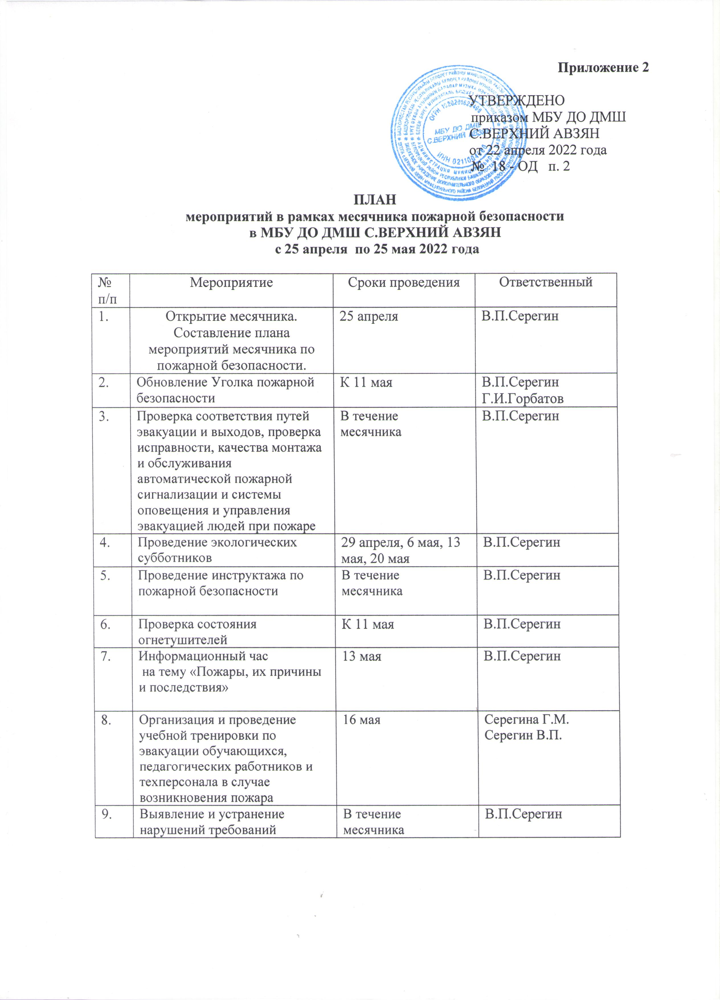 Приложение 2
УТВЕРЖДЕНО
приказом МБУ ДО ДМШ
С.ВЕРХНИЙ АВЗЯН
от 22 апреля 2022 года
№ 18 - ОД п. 2
МБУ ДО ДМШ
С.ВЕРХНИЙ АВЗЯН
ПЛАН
мероприятий в рамках месячника пожарной безопасности
в МБУ ДО ДМШ С.ВЕРХНИЙ АВЗЯН
с 25 апреля по 25 мая 2022 года
№ п/п Мероприятие Сроки проведения Ответственный
1. Открытие месячника. 25 апреля В.П.Серегин
Составление плана
мероприятий месячника по
пожарной безопасности.
2. Обновление Уголка пожарной К 11 мая В.П.Серегин
безопасности Г.И.Горбатов
3. Проверка соответствия путей В течение В.П.Серегин
эвакуации и выходов, проверка месячника
исправности, качества монтажа
и обслуживания
автоматической пожарной
сигнализации и системы
оповещения и управления
эвакуацией людей при пожаре
4. Проведение экологических 29 апреля, 6 мая, 13 В.П.Серегин
субботников мая, 20 мая
5. Проведение инструктажа по В течение В.П.Серегин
пожарной безопасности месячника
6. Проверка состояния К 11 мая В.П.Серегин
огнетушителей
7. Информационный час 13 мая В.П.Серегин
на тему «Пожары, их причины
и последствия»
8. Организация и проведение 16 мая Серегина Г.М.
учебной тренировки по Серегин В.П.
эвакуации обучающихся,
педагогических работников и
техперсонала в случае
возникновения пожара
9. Выявление и устранение В течение В.П.Серегин
нарушений требований месячника